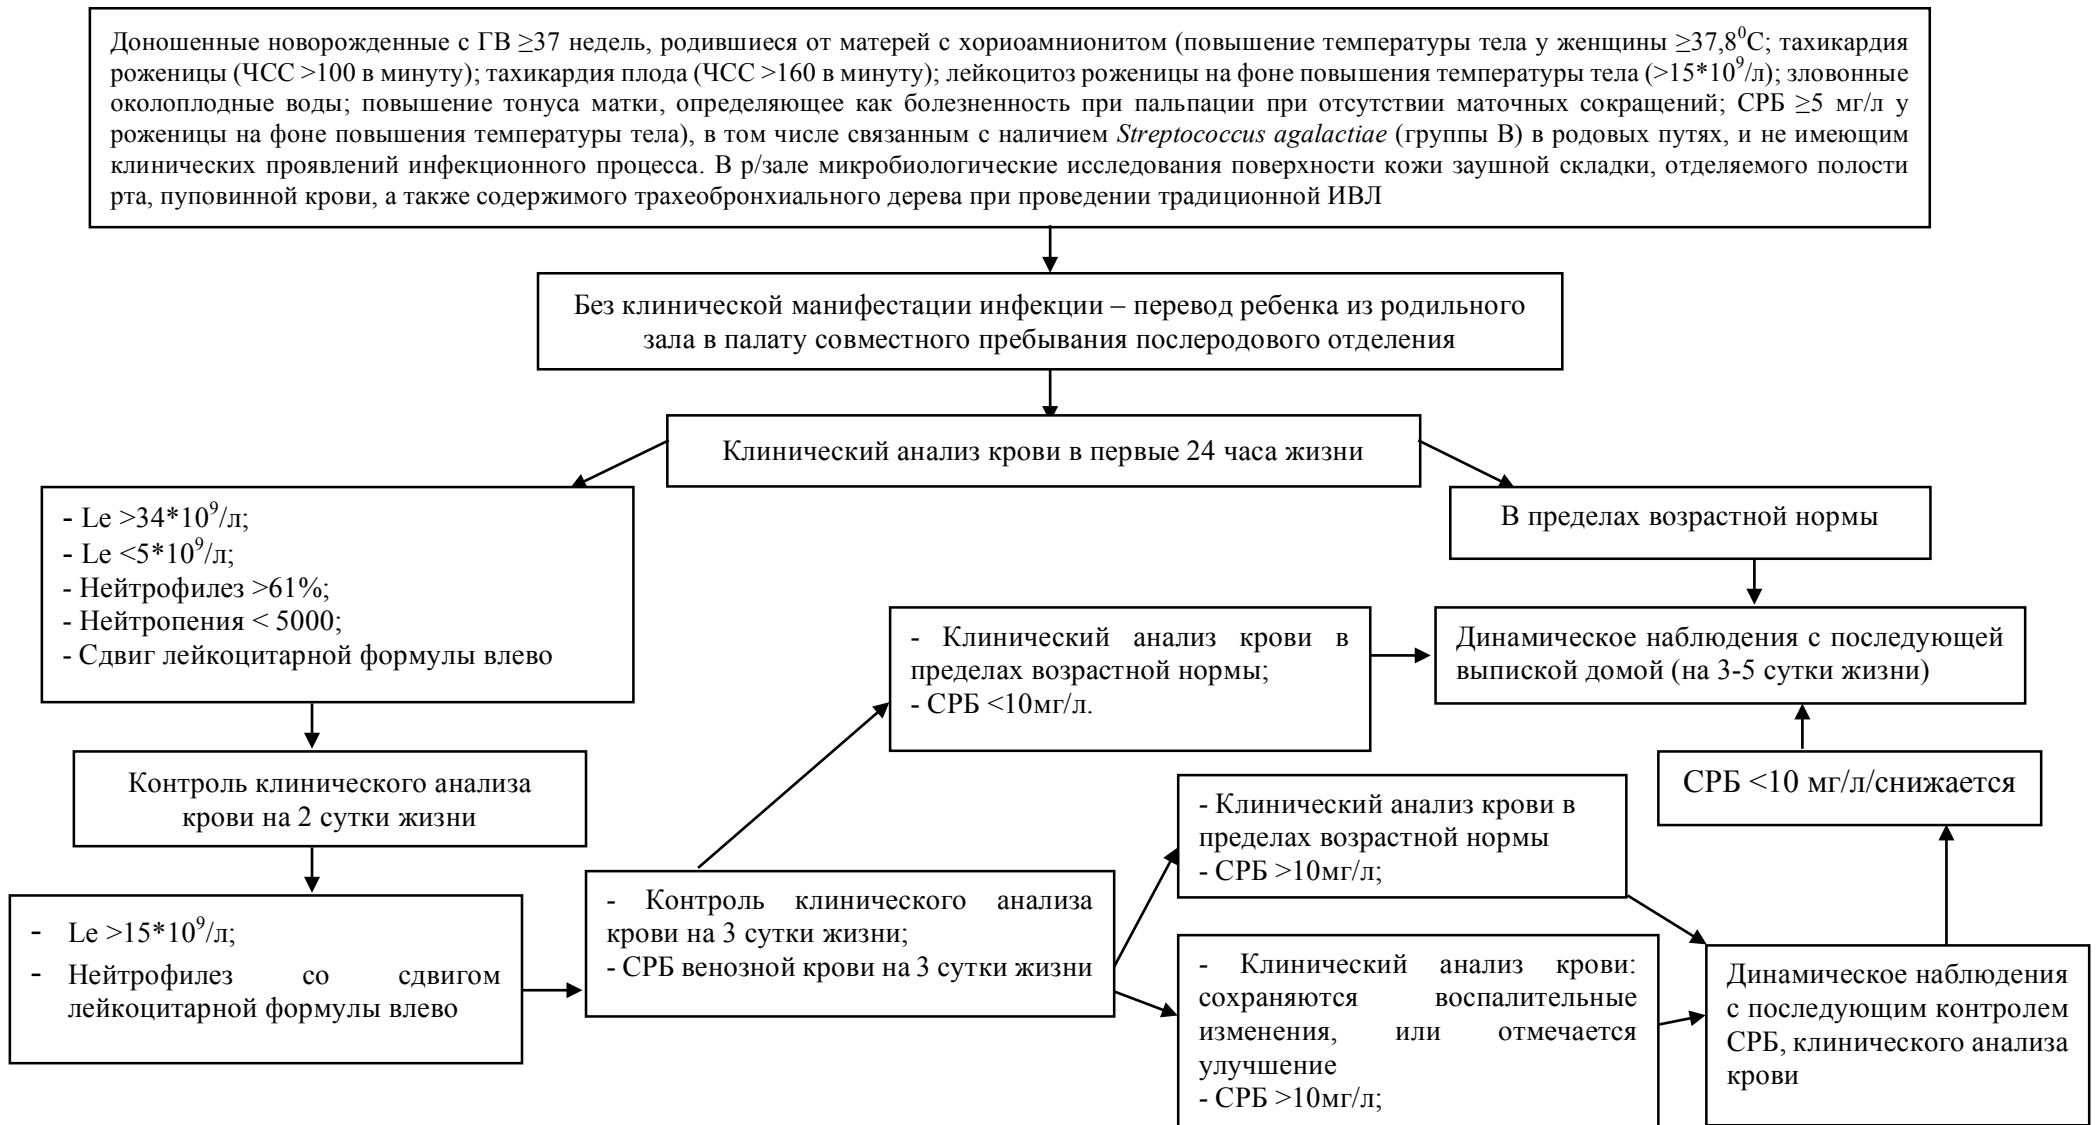 Доношенные новорожденные с ГВ ≥37 недель, родившиеся от матерей с хориоамнионитом (повышение температуры тела у женщины ≥37,8⁰С; тахикардия
роженицы (ЧСС >100 в минуту); тахикардия плода (ЧСС >160 в минуту); лейкоцитоз роженицы на фоне повышения температуры тела (>15*10⁹/л); зловонные
околоплодные воды; повышение тонуса матки, определяющее как болезненность при пальпации при отсутствии маточных сокращений; СРБ ≥5 мг/л у
роженицы на фоне повышения температуры тела), в том числе связанным с наличием Streptococcus agalactiae (группы В) в родовых путях, и не имеющим
клинических проявлений инфекционного процесса. В р/зале микробиологические исследования поверхности кожи заушной складки, отделяемого полости
рта, пуповинной крови, а также содержимого трахеобронхиального дерева при проведении традиционной ИВЛ
Без клинической манифестации инфекции – перевод ребенка из родильного
зала в палату совместного пребывания послеродового отделения
Клинический анализ крови в первые 24 часа жизни
- Le >34*10⁹/л;
- Le <5*10⁹/л;
- Нейтрофилез >61%;
- Нейтропения < 5000;
- Сдвиг лейкоцитарной формулы влево
В пределах возрастной нормы
- Клинический анализ крови в
пределах возрастной нормы;
- СРБ <10мг/л.
Динамическое наблюдения с последующей
выпиской домой (на 3-5 сутки жизни)
Контроль клинического анализа
крови на 2 сутки жизни
СРБ <10 мг/л/снижается
- Клинический анализ крови в
пределах возрастной нормы
- СРБ >10мг/л;
- Le >15*10⁹/л;
- Нейтрофилез со сдвигом
лейкоцитарной формулы влево
- Контроль клинического анализа
крови на 3 сутки жизни;
- СРБ венозной крови на 3 сутки жизни
- Клинический анализ крови:
сохраняются воспалительные
изменения, или отмечается
улучшение
- СРБ >10мг/л;
Динамическое наблюдения
с последующим контролем
СРБ, клинического анализа
крови